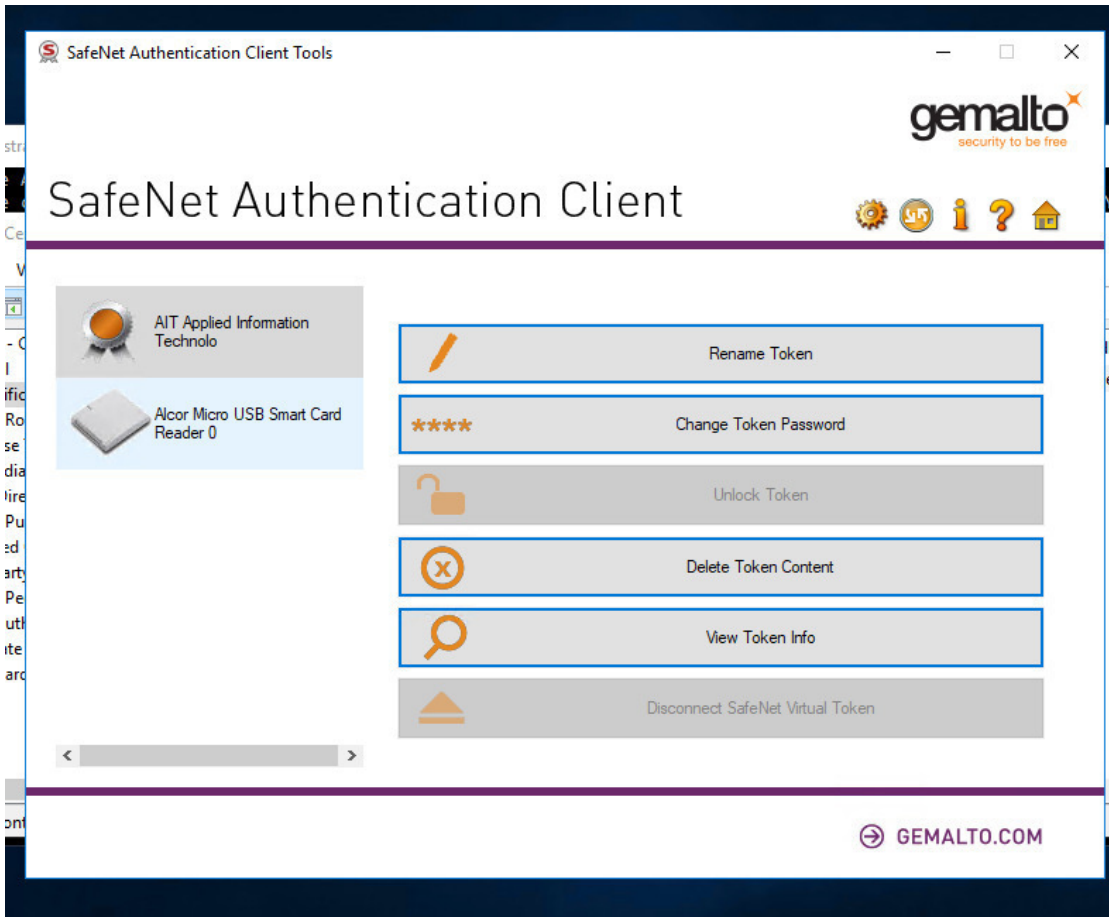 SafeNet Authentication Client Tools
gemalto
security to be free
SafeNet Authentication Client
AIT Applied Information
Technolo
Alcor Micro USB Smart Card
Reader 0
Rename Token
****
Change Token Password
Unlock Token
Delete Token Content
View Token Info
Disconnect SafeNet Virtual Token
GEMALTO.COM